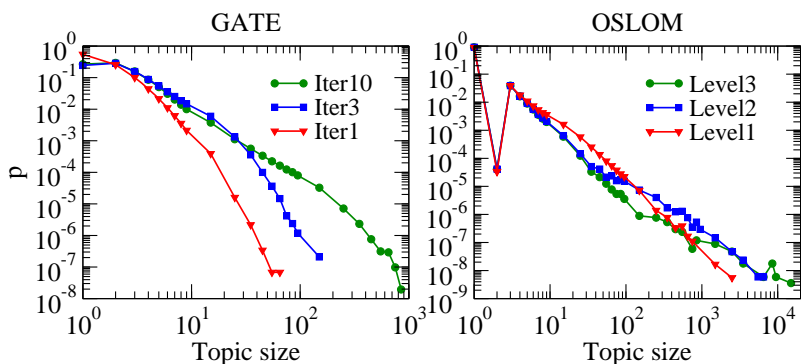 GATE
OSLOM
p
10^0
10^-1
10^-2
10^-3
10^-4
10^-5
10^-6
10^-7
10^-8
Iter10
Iter3
Iter1
10^0 10^1 10^2 10^3
Topic size
10^0
10^-1
10^-2
10^-3
10^-4
10^-5
10^-6
10^-7
10^-8
10^-9
Level3
Level2
Level1
10^0 10^1 10^2 10^3 10^4
Topic size